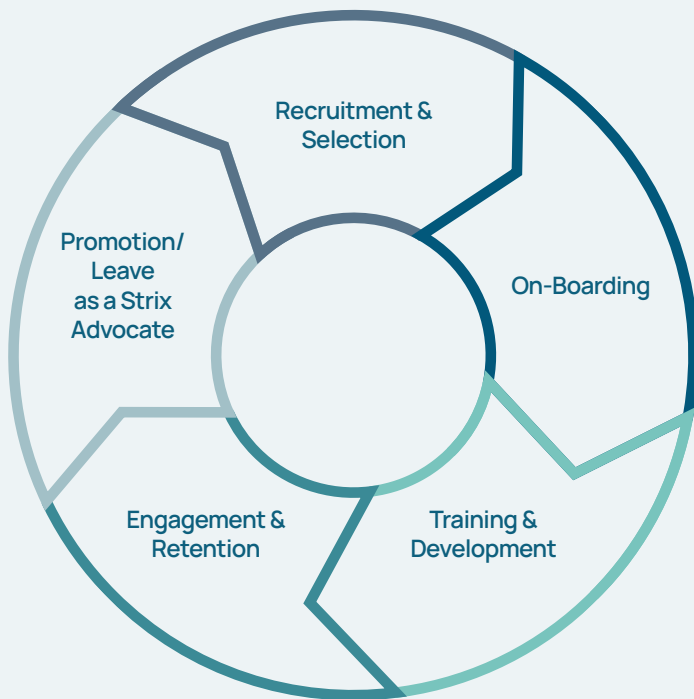 Recruitment &
Selection
On-Boarding
Training &
Development
Engagement &
Retention
Promotion/
Leave
as a Strix
Advocate